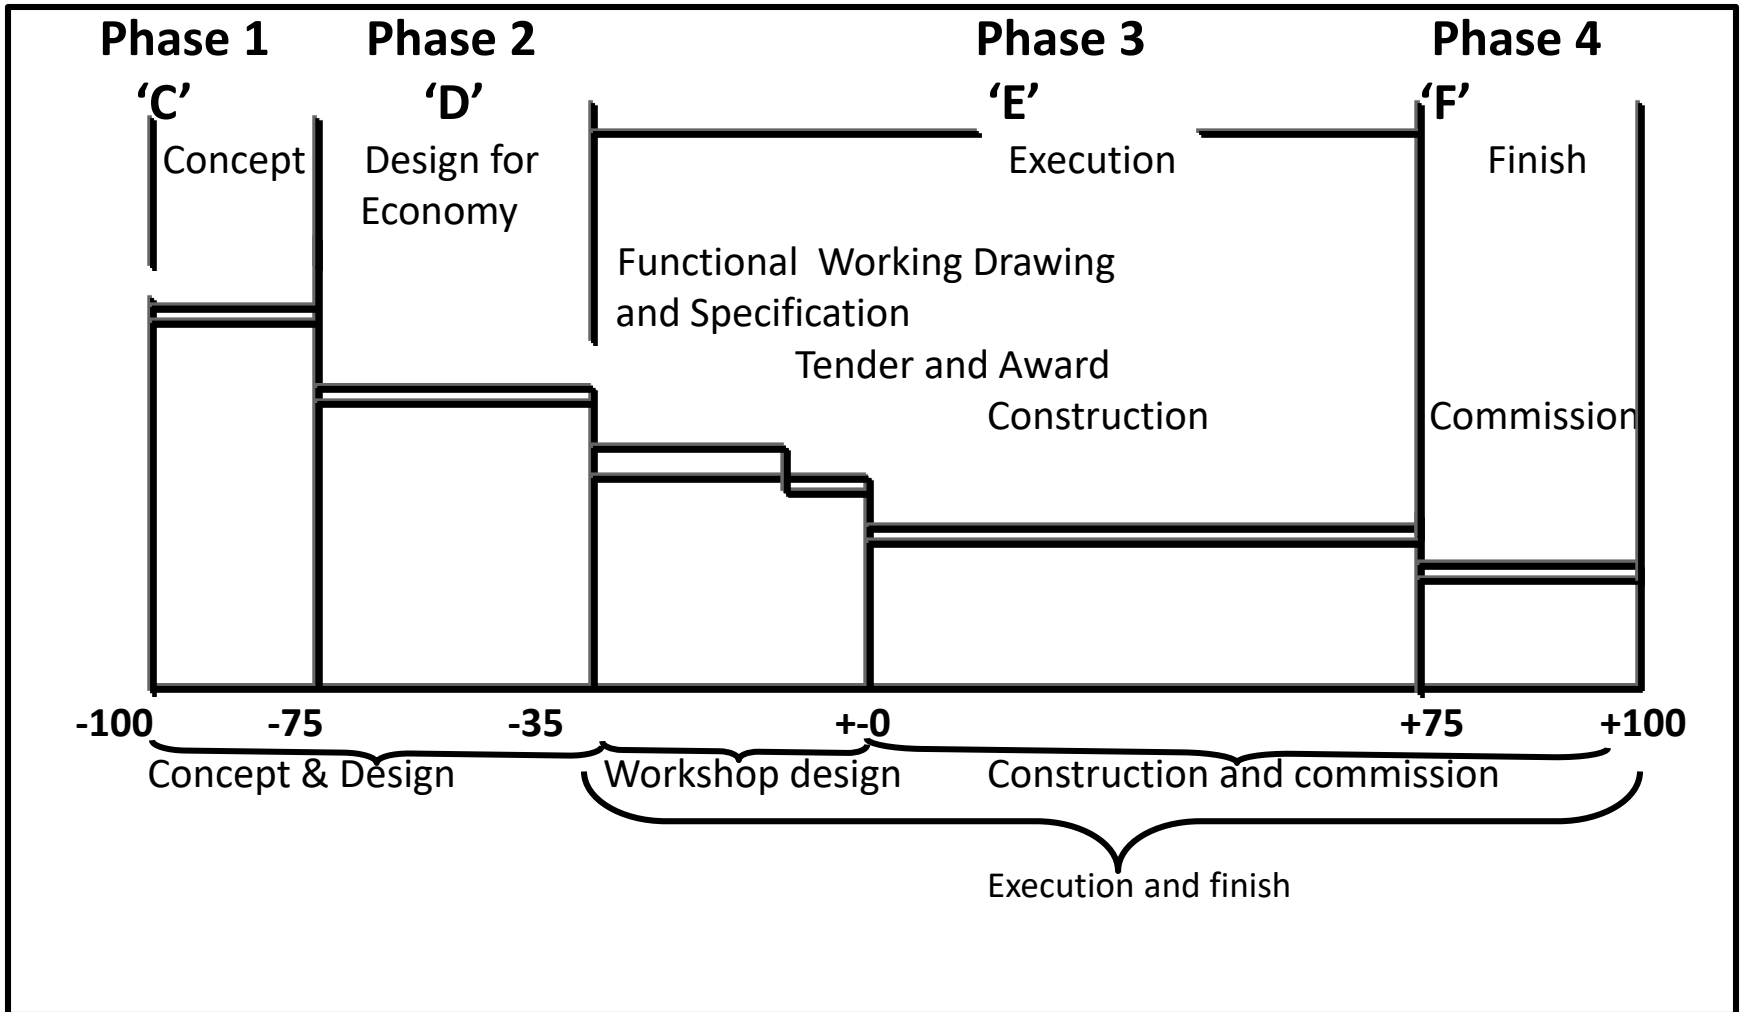 Phase 1 Phase 2 Phase 3 Phase 4
‘C’ ‘D’ ‘E’ ‘F’
Concept Design for Execution Finish
Economy
Functional Working Drawing
and Specification
Tender and Award
Construction Commission
-100 -75 -35 +-0 +75 +100
Concept & Design Workshop design Construction and commission
Execution and finish